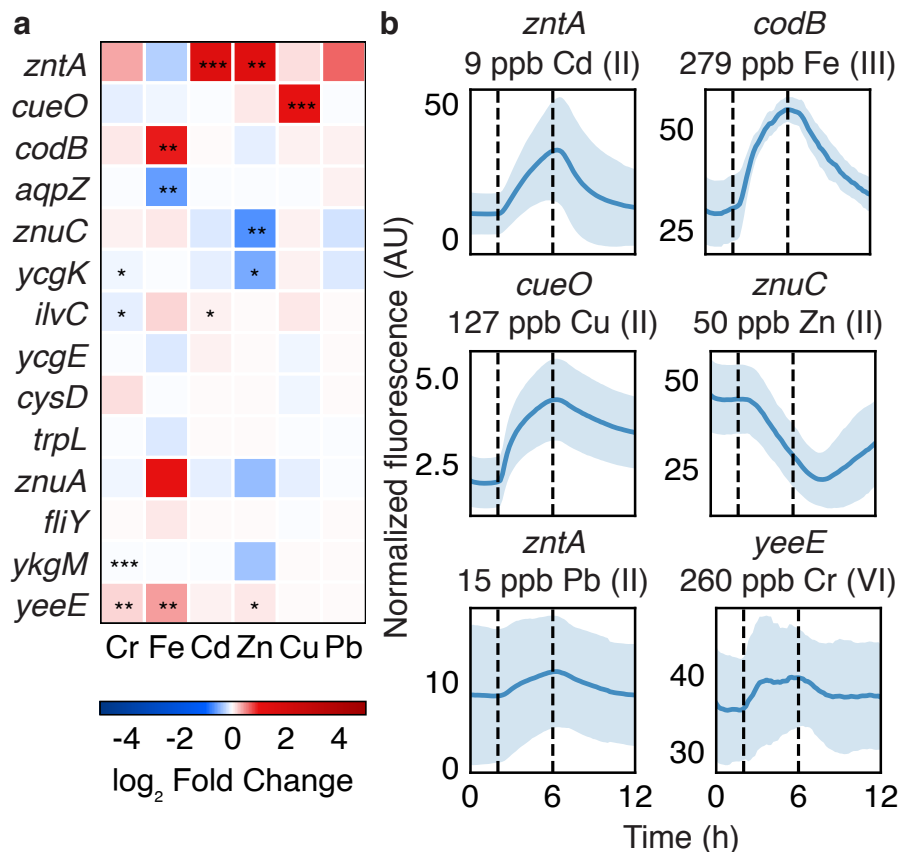 a
zntA
cueO
codB
aqpZ
znuC
ycgK
ilvC
ycgE
cysD
trpL
znuA
fliY
ykgM
yeeE
*** **
***
**
**
**
* *
* *
***
** ** *
Cr Fe Cd Zn Cu Pb
-4 -2 0 2 4
log₂ Fold Change
b
Normalized fluorescence (AU)
zntA
9 ppb Cd (II)
50
0
codB
279 ppb Fe (III)
50
25
cueO
127 ppb Cu (II)
5.0
2.5
znuC
50 ppb Zn (II)
50
25
zntA
15 ppb Pb (II)
10
0
0 6 12
yeeE
260 ppb Cr (VI)
40
30
0 6 12
Time (h)